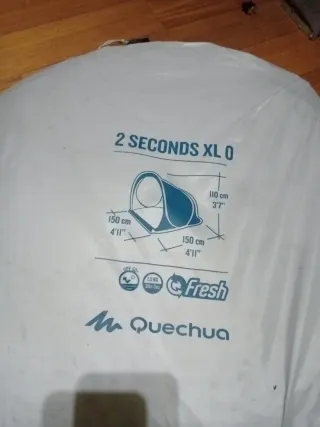 2 SECONDS XL 0
110 cm
3'7"
150 cm
4'11"
150 cm
4'11"
Fresh
Quechua